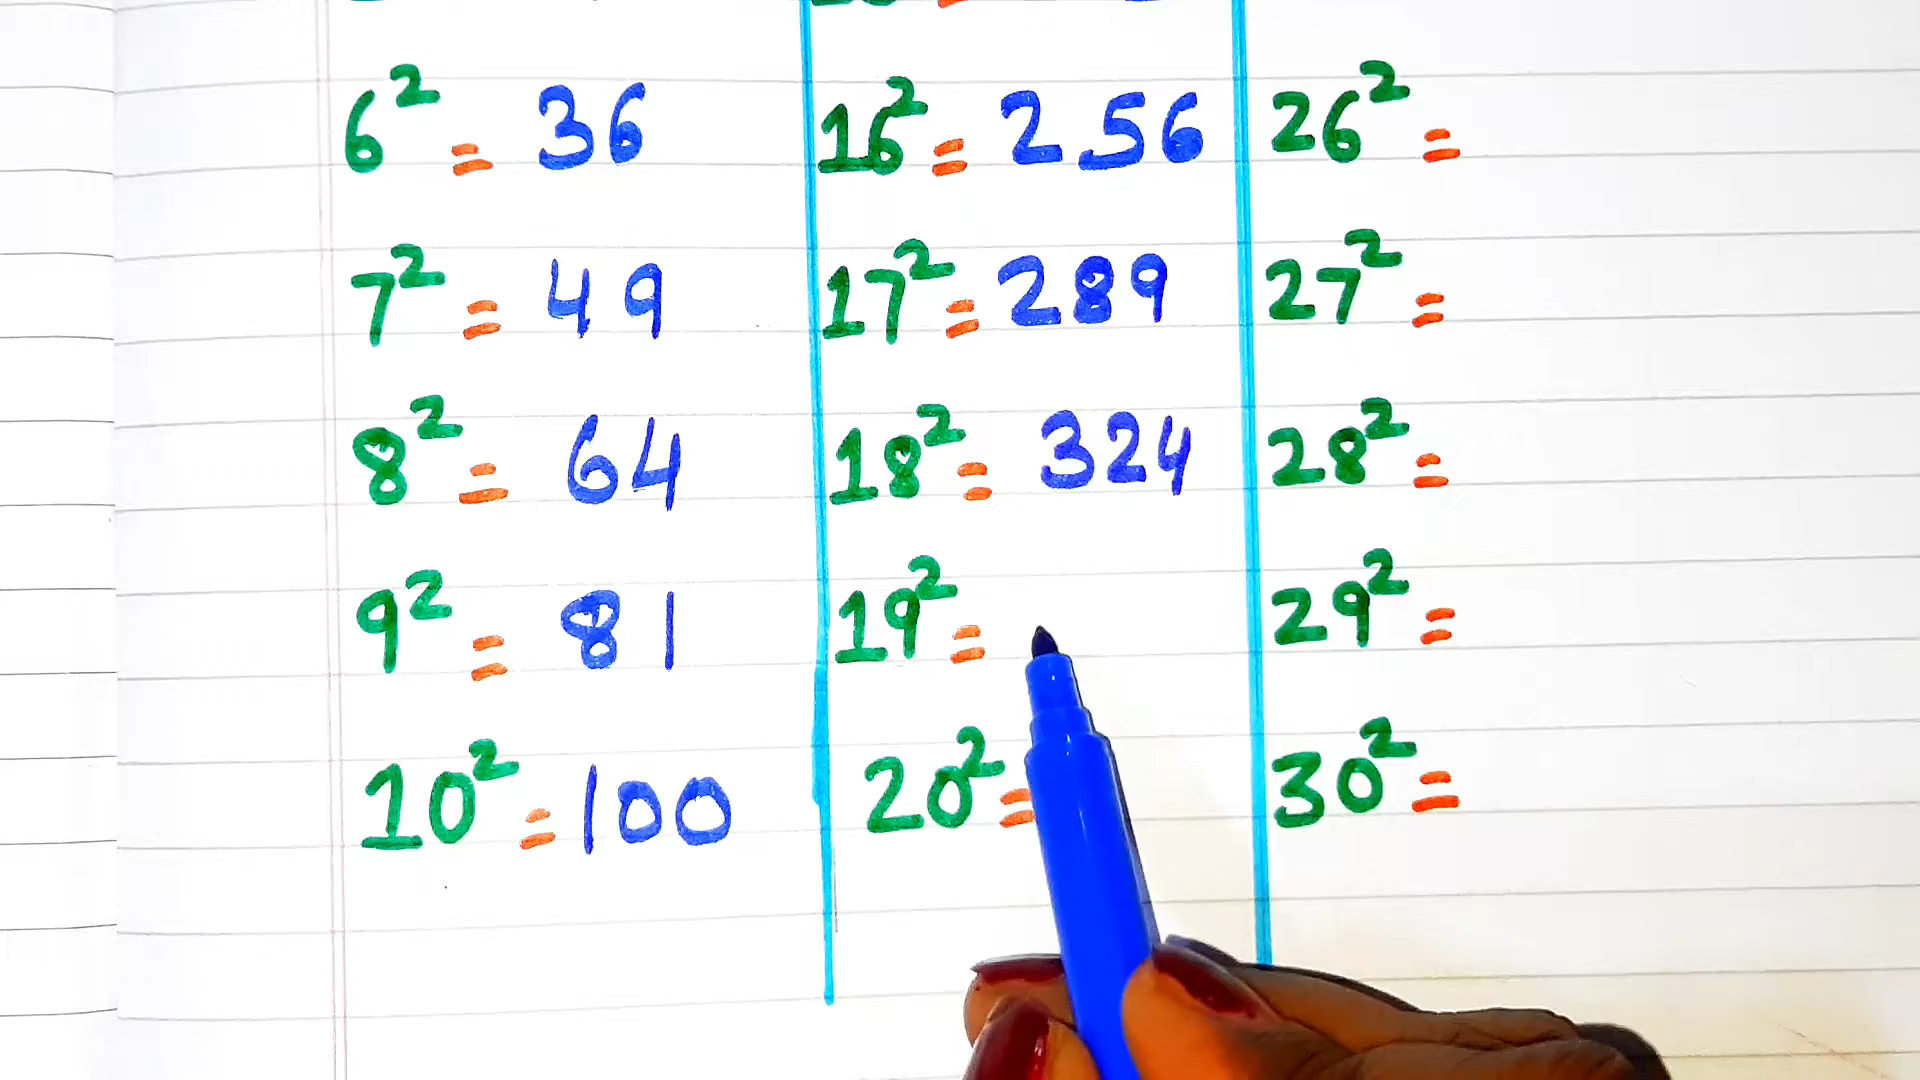 6² = 36
7² = 49
8² = 64
9² = 81
10² = 100
16² = 256
17² = 289
18² = 324
19² =
20² =
26² =
27² =
28² =
29² =
30² =